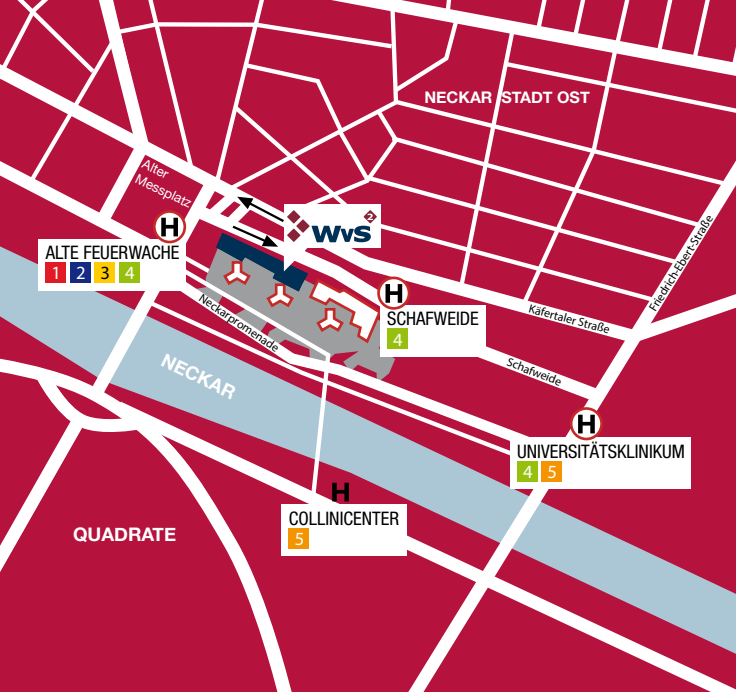 NECKAR STADT OST
Alter
Messplatz
H
WvS 2
ALTE FEUERWACHE
1 2 3 4
Friedrich-Ebert-Straße
H
SCHAFWEIDE
4
Käfertaler Straße
Neckarpromenade
Schafweide
NECKAR
H
UNIVERSITÄTSKLINIKUM
4 5
H
COLLINICENTER
5
QUADRATE